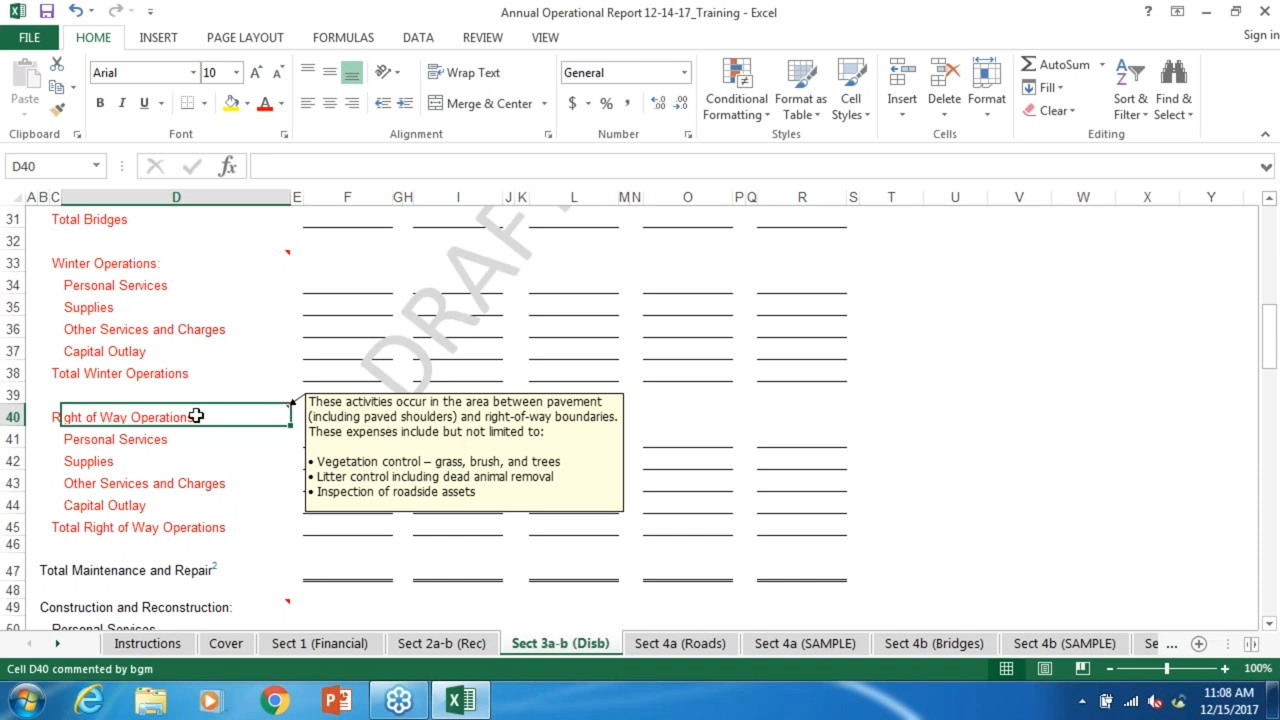 Annual Operational Report 12-14-17_Training - Excel
?
Sign in
FILE HOME INSERT PAGE LAYOUT FORMULAS DATA REVIEW VIEW
Paste
Arial 10
B I U
Wrap Text
Merge & Center
General
$ % ,
Conditional Formatting
Format as Table
Cell Styles
Insert
Delete
Format
AutoSum
Fill
Clear
Sort & Filter
Find & Select
Clipboard Font Alignment Number Styles Cells Editing
D40 fx
A B C D E F G H I J K L M N O P Q R S T U V W X Y
31 Total Bridges
32
33 Winter Operations:
34 Personal Services
35 Supplies
36 Other Services and Charges
37 Capital Outlay
38 Total Winter Operations
39
40 Right of Way Operations
41 Personal Services
42 Supplies
43 Other Services and Charges
44 Capital Outlay
45 Total Right of Way Operations
46
47 Total Maintenance and Repair2
48
49 Construction and Reconstruction:
50 Personal Services
DRAFT
These activities occur in the area between pavement
(including paved shoulders) and right-of-way boundaries.
These expenses include but not limited to:
• Vegetation control – grass, brush, and trees
• Litter control including dead animal removal
• Inspection of roadside assets
Instructions Cover Sect 1 (Financial) Sect 2a-b (Rec) Sect 3a-b (Disb) Sect 4a (Roads) Sect 4a (SAMPLE) Sect 4b (Bridges) Sect 4b (SAMPLE) Se ...
Cell D40 commented by bgm
100%
11:08 AM
12/15/2017